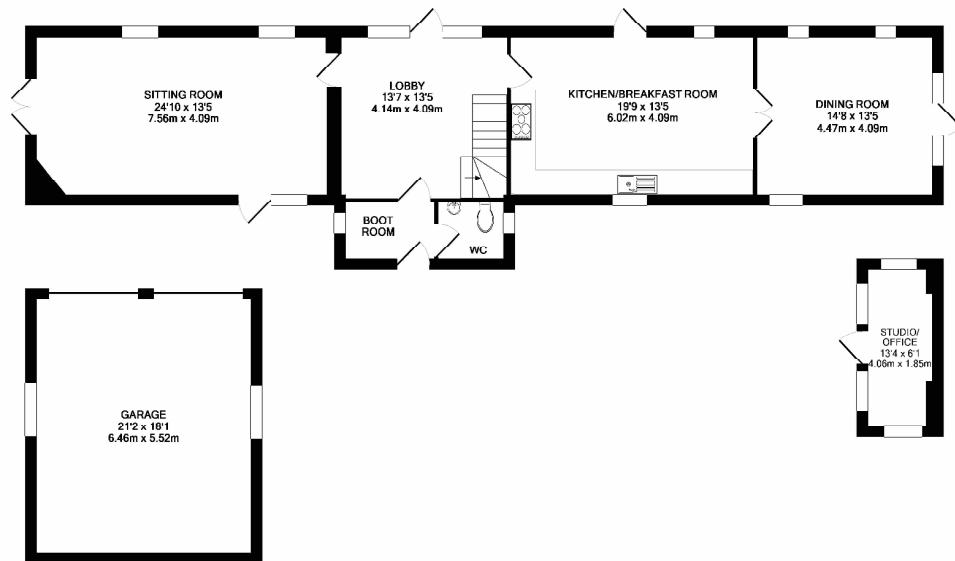 SITTING ROOM
24'10 x 13'5
7.56m x 4.09m
LOBBY
13'7 x 13'5
4.14m x 4.09m
KITCHEN/BREAKFAST ROOM
19'9 x 13'5
6.02m x 4.09m
DINING ROOM
14'8 x 13'5
4.47m x 4.09m
BOOT
ROOM
WC
STUDIO/
OFFICE
13'4 x 6'1
4.06m x 1.85m
GARAGE
21'2 x 18'1
6.46m x 5.52m